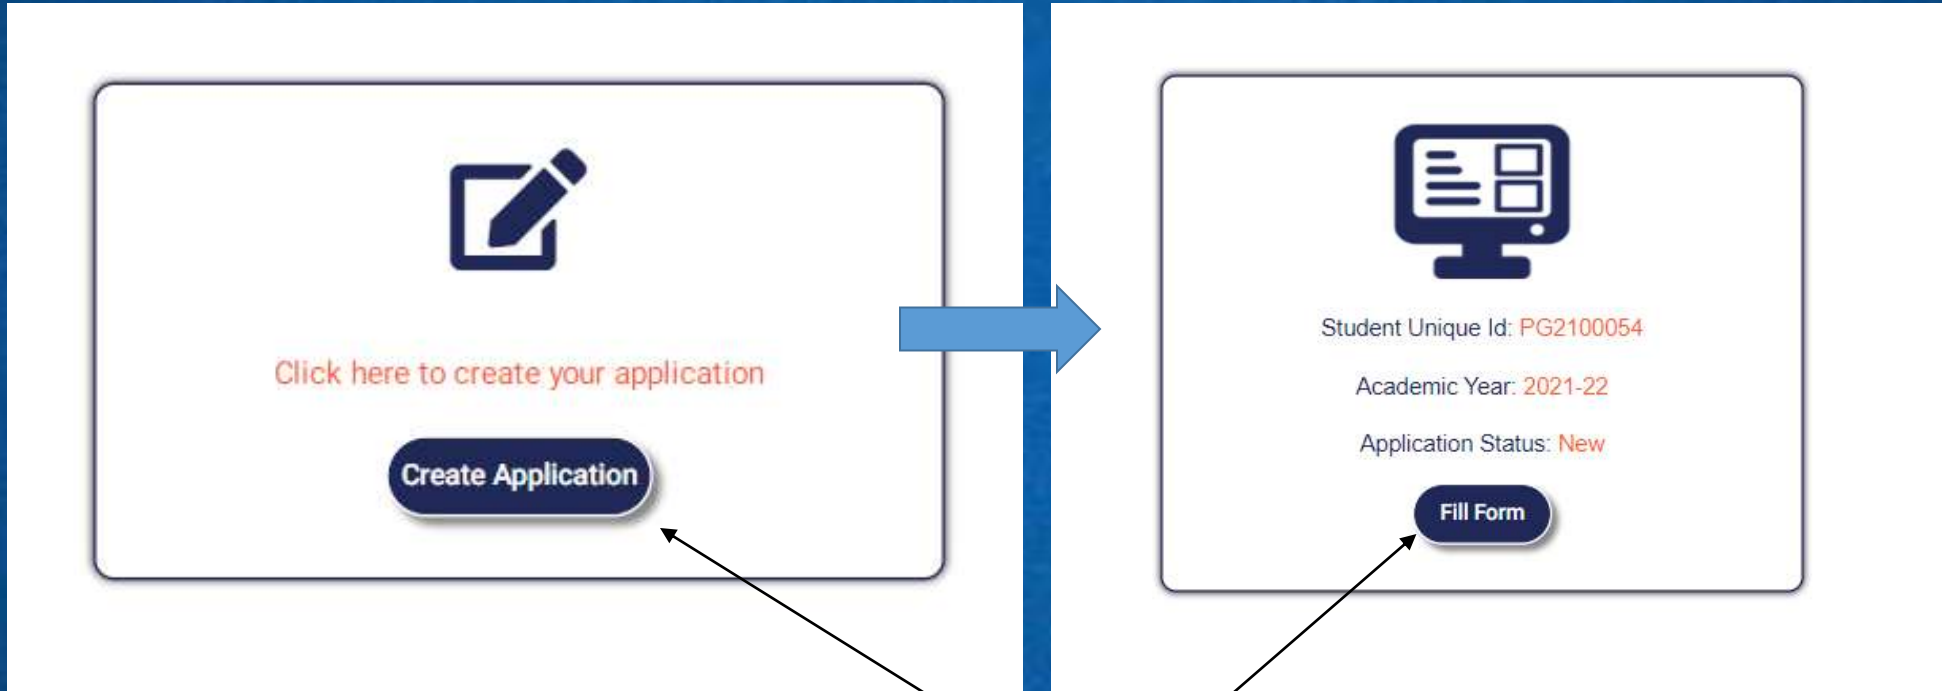 Click here to create your application
Create Application
Student Unique Id: PG2100054
Academic Year: 2021-22
Application Status: New
Fill Form